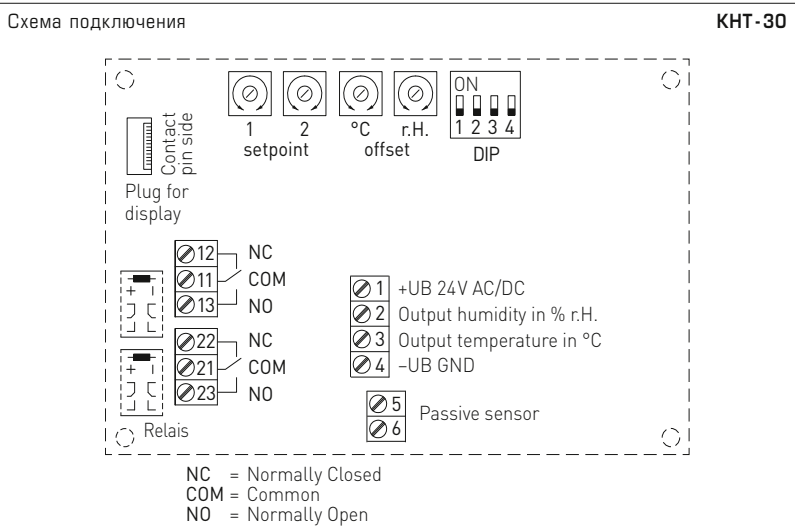 Схема подключения KHT-30
ON
1 2 3 4
DIP
1 2 °C r.H.
setpoint offset
Contact
pin side
Plug for
display
12 NC
11 COM
13 NO
22 NC
21 COM
23 NO
+ −
+ −
Relais
1 +UB 24V AC/DC
2 Output humidity in % r.H.
3 Output temperature in °C
4 –UB GND
5
6
Passive sensor
NC = Normally Closed
COM = Common
NO = Normally Open